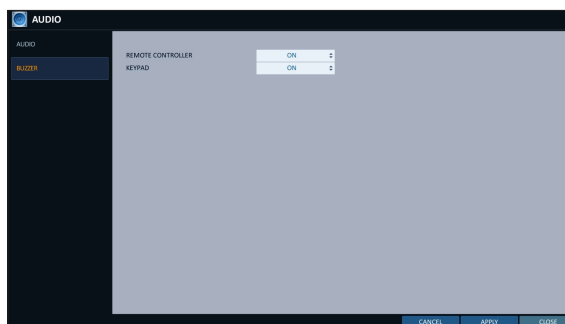 AUDIO
AUDIO
BUZZER
REMOTE CONTROLLER ON
KEYPAD ON
CANCEL APPLY CLOSE